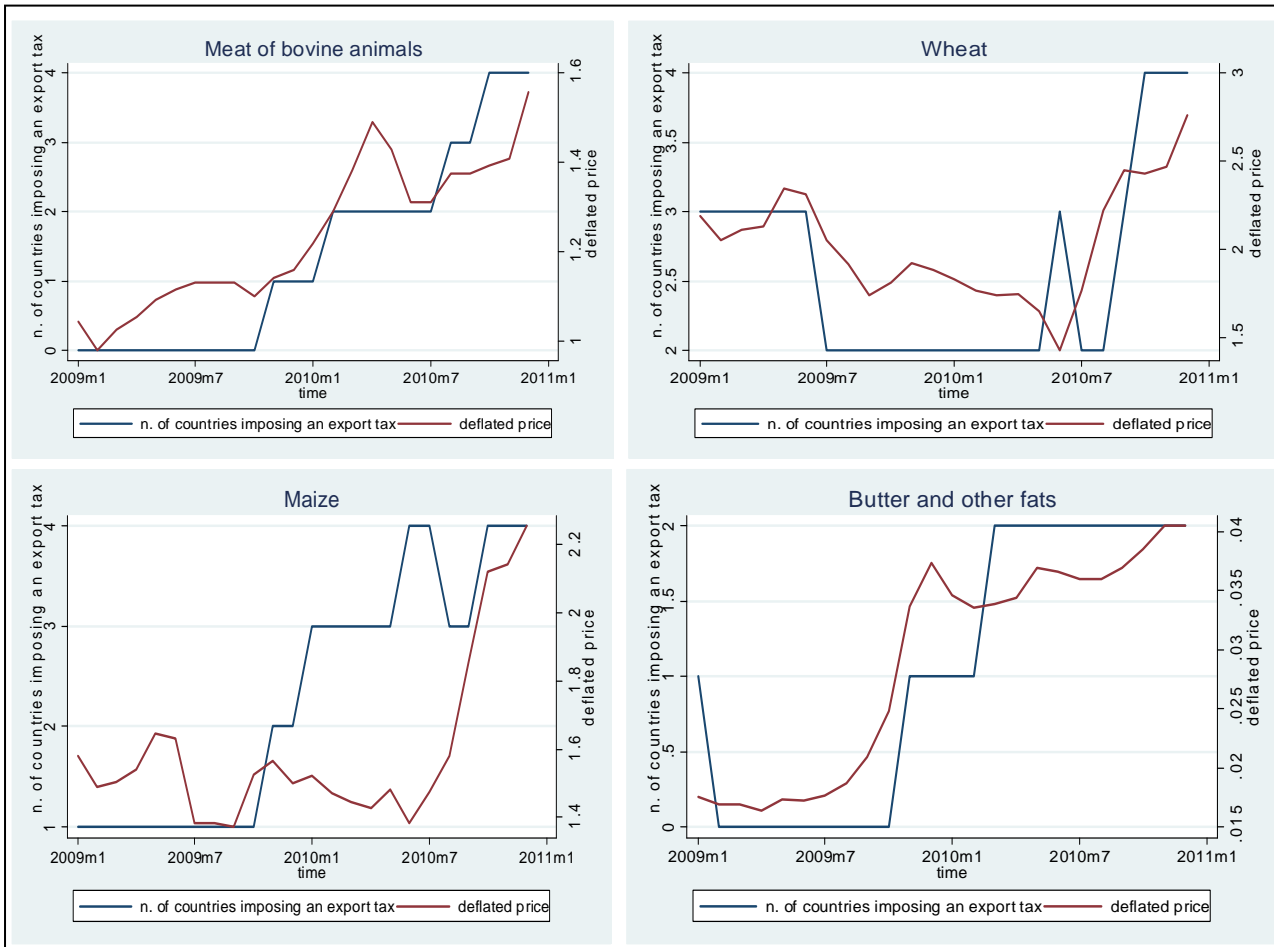 Meat of bovine animals
n. of countries imposing an export tax
0 1 2 3 4
1 1.2 1.4 1.6
deflated price
2009m1 2009m7 2010m1 2010m7 2011m1
time
n. of countries imposing an export tax deflated price
Wheat
n. of countries imposing an export tax
2 2.5 3 3.5 4
1.5 2 2.5 3
deflated price
2009m1 2009m7 2010m1 2010m7 2011m1
time
n. of countries imposing an export tax deflated price
Maize
n. of countries imposing an export tax
1 2 3 4
1.4 1.6 1.8 2 2.2
deflated price
2009m1 2009m7 2010m1 2010m7 2011m1
time
n. of countries imposing an export tax deflated price
Butter and other fats
n. of countries imposing an export tax
0 .5 1 1.5 2
.015 .02 .025 .03 .035 .04
deflated price
2009m1 2009m7 2010m1 2010m7 2011m1
time
n. of countries imposing an export tax deflated price